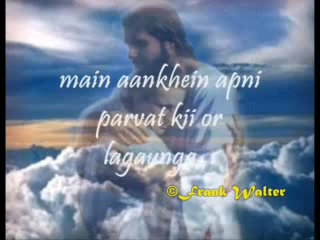 main aankhein apni
parvat kii or
lagaunga
©Frank Walter